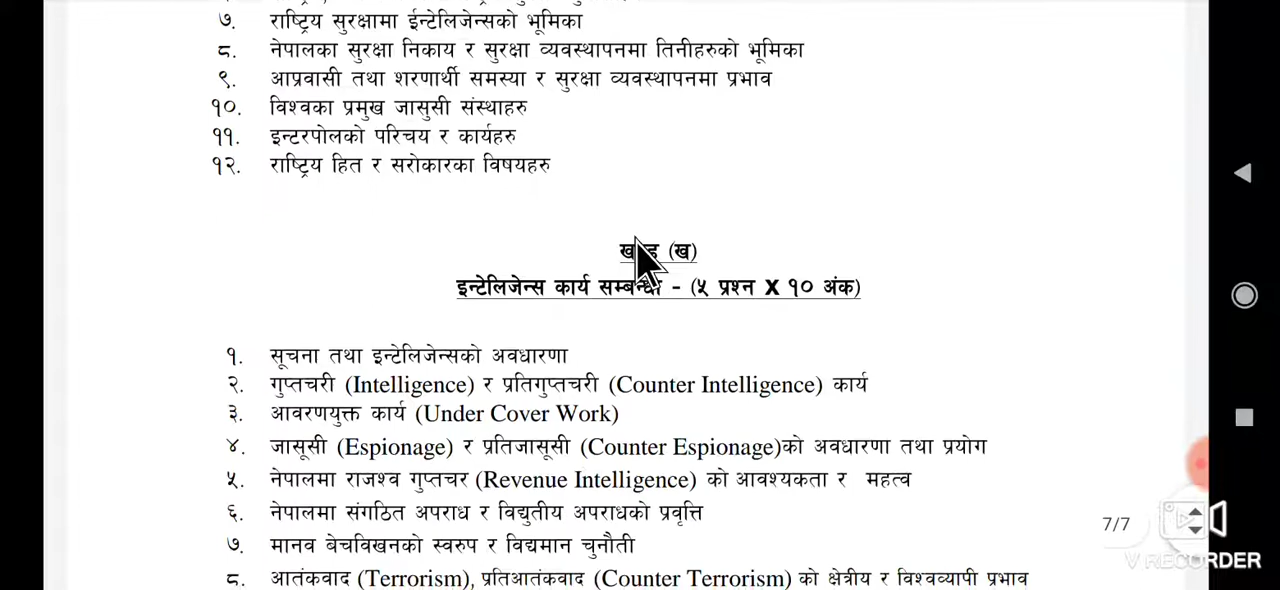 ७. राष्ट्रिय सुरक्षामा ईन्टेलिजेन्सको भूमिका
८. नेपालका सुरक्षा निकाय र सुरक्षा व्यवस्थापनमा तिनीहरुको भूमिका
९. आप्रवासी तथा शरणार्थी समस्या र सुरक्षा व्यवस्थापनमा प्रभाव
१०. विश्वका प्रमुख जासुसी संस्थाहरु
११. इन्टरपोलको परिचय र कार्यहरु
१२. राष्ट्रिय हित र सरोकारका विषयहरु
(ख)
इन्टेलिजेन्स कार्य सम्बन्धी - (५ प्रश्न X १० अंक)
१. सूचना तथा इन्टेलिजेन्सको अवधारणा
२. गुप्तचरी (Intelligence) र प्रतिगुप्तचरी (Counter Intelligence) कार्य
३. आवरणयुक्त कार्य (Under Cover Work)
४. जासूसी (Espionage) र प्रतिजासूसी (Counter Espionage)को अवधारणा तथा प्रयोग
५. नेपालमा राजश्व गुप्तचर (Revenue Intelligence) को आवश्यकता र महत्व
६. नेपालमा संगठित अपराध र विद्युतीय अपराधको प्रवृत्ति
७. मानव बेचविखनको स्वरुप र विद्यमान चुनौती
८. आतंकवाद (Terrorism), प्रतिआतंकवाद (Counter Terrorism) को क्षेत्रीय र विश्वव्यापी प्रभाव
7/7
V RECORDER